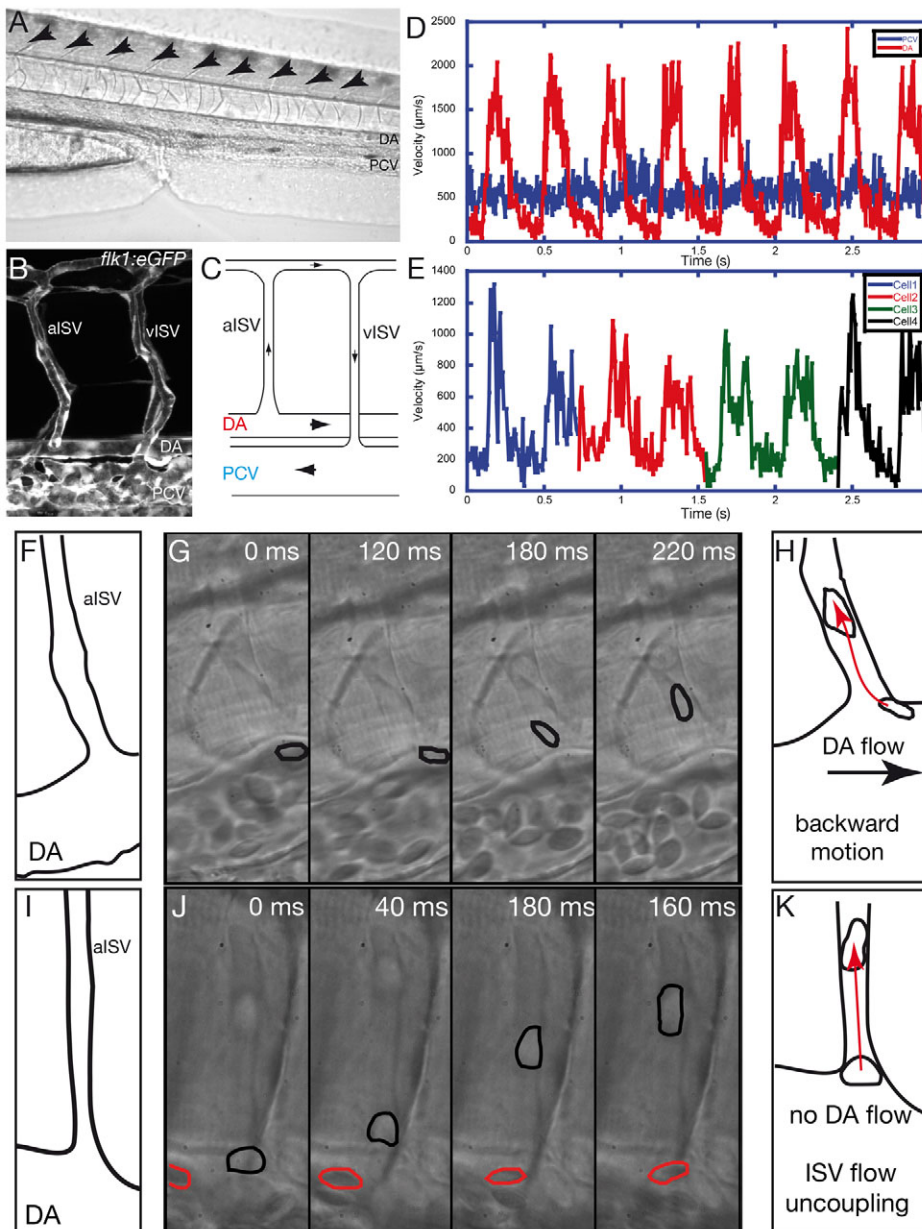 A
DA
PCV
B
flk1:eGFP
aISV
vISV
DA
PCV
C
aISV
vISV
DA
PCV
D
Velocity (µm/s)
2500
2000
1500
1000
500
0
PCV
DA
0 0.5 1 1.5 2 2.5
Time (s)
E
Velocity (µm/s)
1400
1200
1000
800
600
400
200
0
Cell1
Cell2
Cell3
Cell4
0 0.5 1 1.5 2 2.5
Time (s)
F
aISV
DA
G
0 ms
120 ms
180 ms
220 ms
H
DA flow
backward
motion
I
aISV
DA
J
0 ms
40 ms
180 ms
160 ms
K
no DA flow
ISV flow
uncoupling